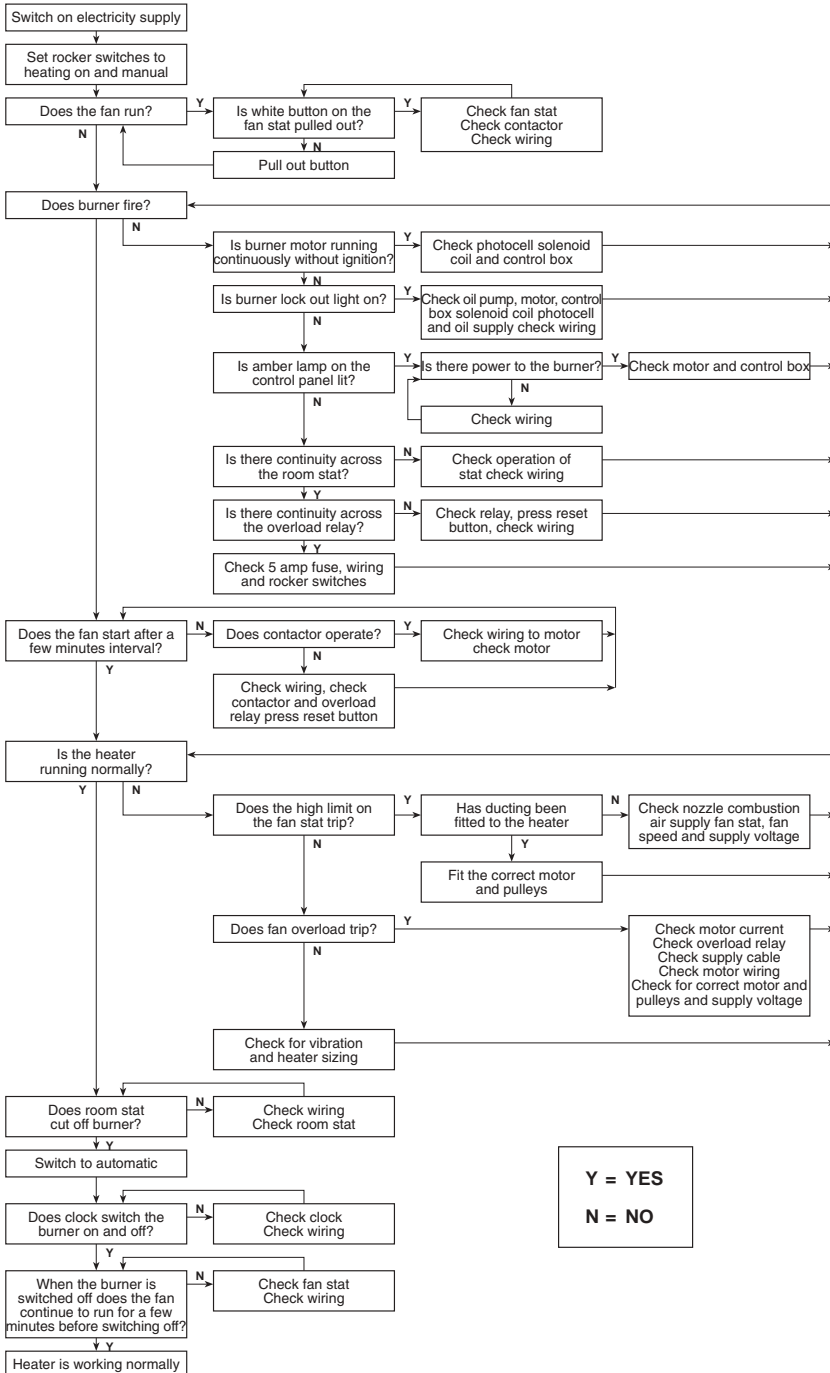 Switch on electricity supply
Set rocker switches to
heating on and manual
Does the fan run?
Y
Is white button on the
fan stat pulled out?
Y
Check fan stat
Check contactor
Check wiring
N
N
Pull out button
Does burner fire?
N
Is burner motor running
continuously without ignition?
Y
Check photocell solenoid
coil and control box
N
Is burner lock out light on?
Y
Check oil pump, motor, control
box solenoid coil photocell
and oil supply check wiring
N
Is amber lamp on the
control panel lit?
Y
Is there power to the burner?
Y
Check motor and control box
N
N
Check wiring
Is there continuity across
the room stat?
N
Check operation of
stat check wiring
Y
Is there continuity across
the overload relay?
N
Check relay, press reset
button, check wiring
Y
Check 5 amp fuse, wiring
and rocker switches
Does the fan start after a
few minutes interval?
N
Does contactor operate?
Y
Check wiring to motor
check motor
Y
N
Check wiring, check
contactor and overload
relay press reset button
Is the heater
running normally?
Y
N
Does the high limit on
the fan stat trip?
Y
Has ducting been
fitted to the heater
N
Check nozzle combustion
air supply fan stat, fan
speed and supply voltage
N
Y
Fit the correct motor
and pulleys
Does fan overload trip?
Y
Check motor current
Check overload relay
Check supply cable
Check motor wiring
Check for correct motor and
pulleys and supply voltage
N
Check for vibration
and heater sizing
Does room stat
cut off burner?
N
Check wiring
Check room stat
Y
Switch to automatic
Does clock switch the
burner on and off?
N
Check clock
Check wiring
Y
When the burner is
switched off does the fan
continue to run for a few
minutes before switching off?
N
Check fan stat
Check wiring
Y
Heater is working normally
Y = YES
N = NO